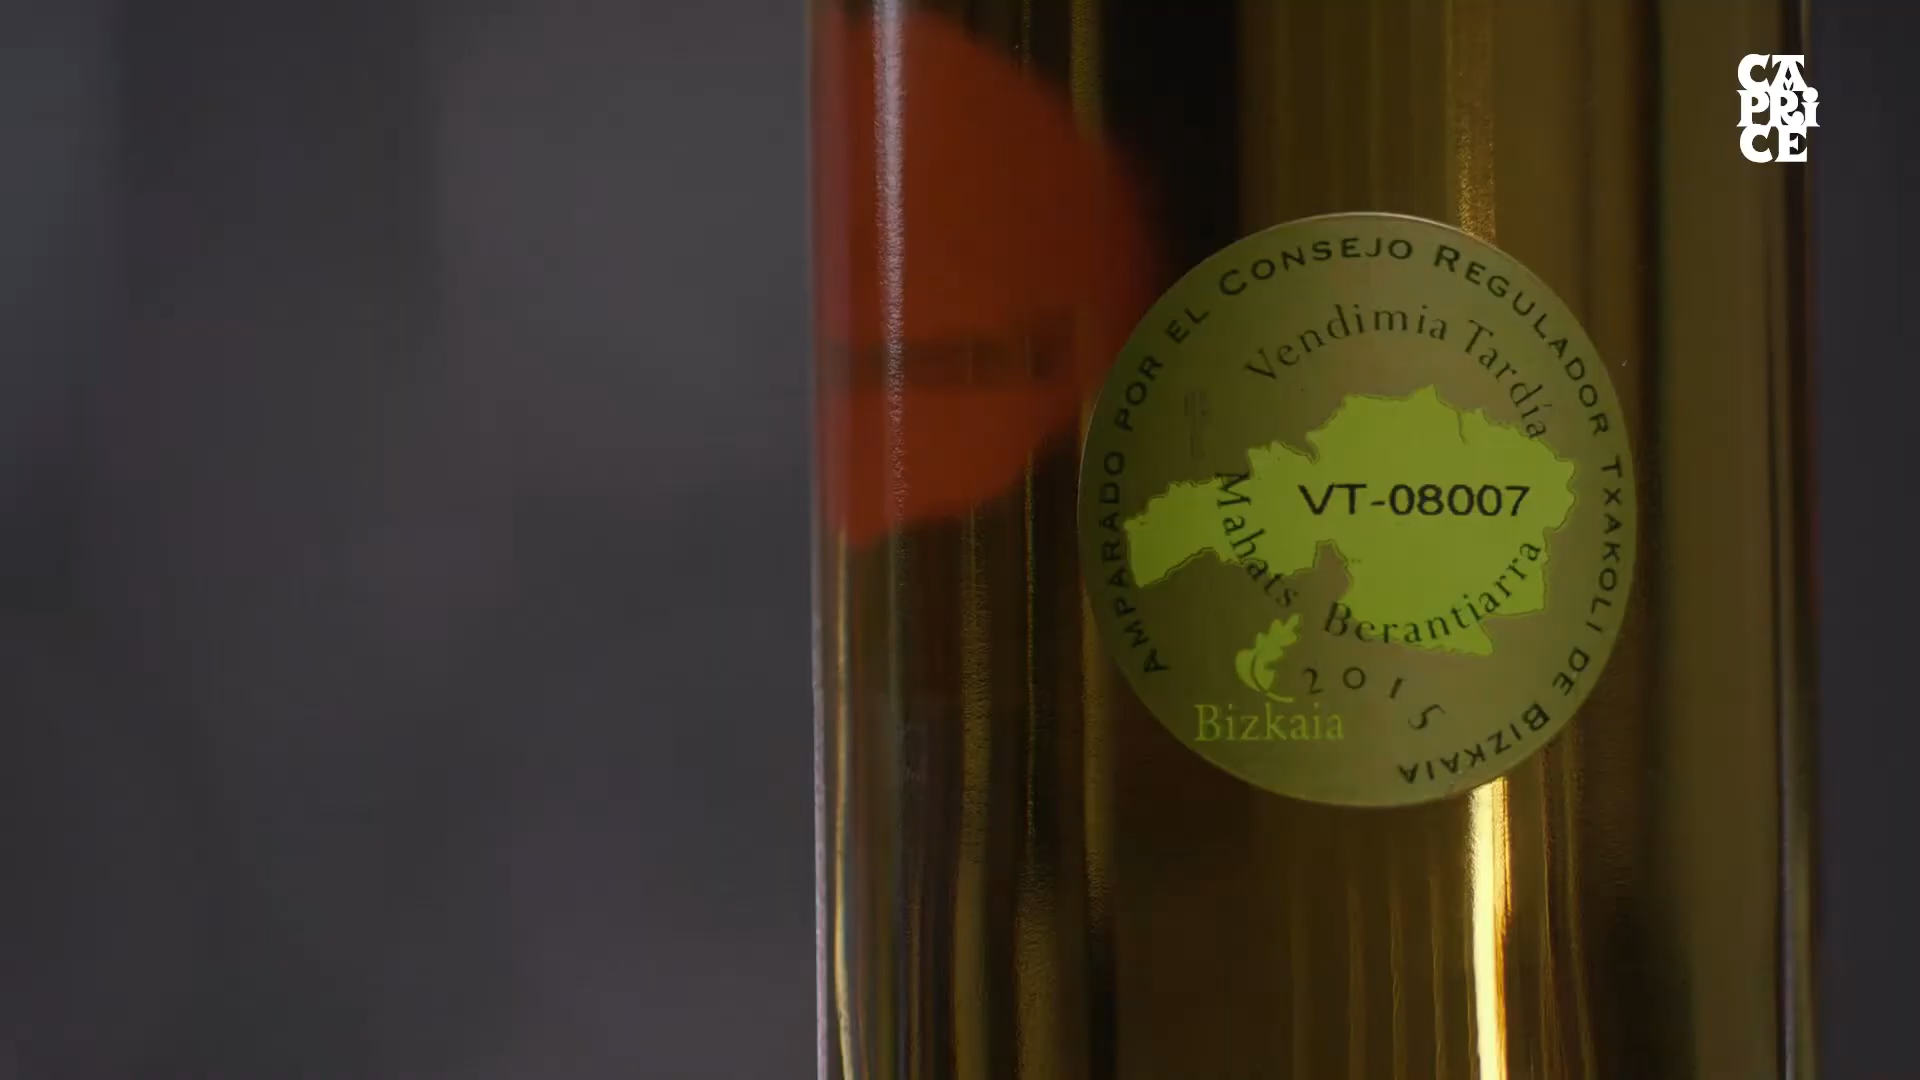 CAPRiCE
AMPARADO POR EL CONSEJO REGULADOR TXAKOLI DE BIZKAIA
Vendimia Tardía
VT-08007
Mahats Berantiarra
2015
Bizkaia